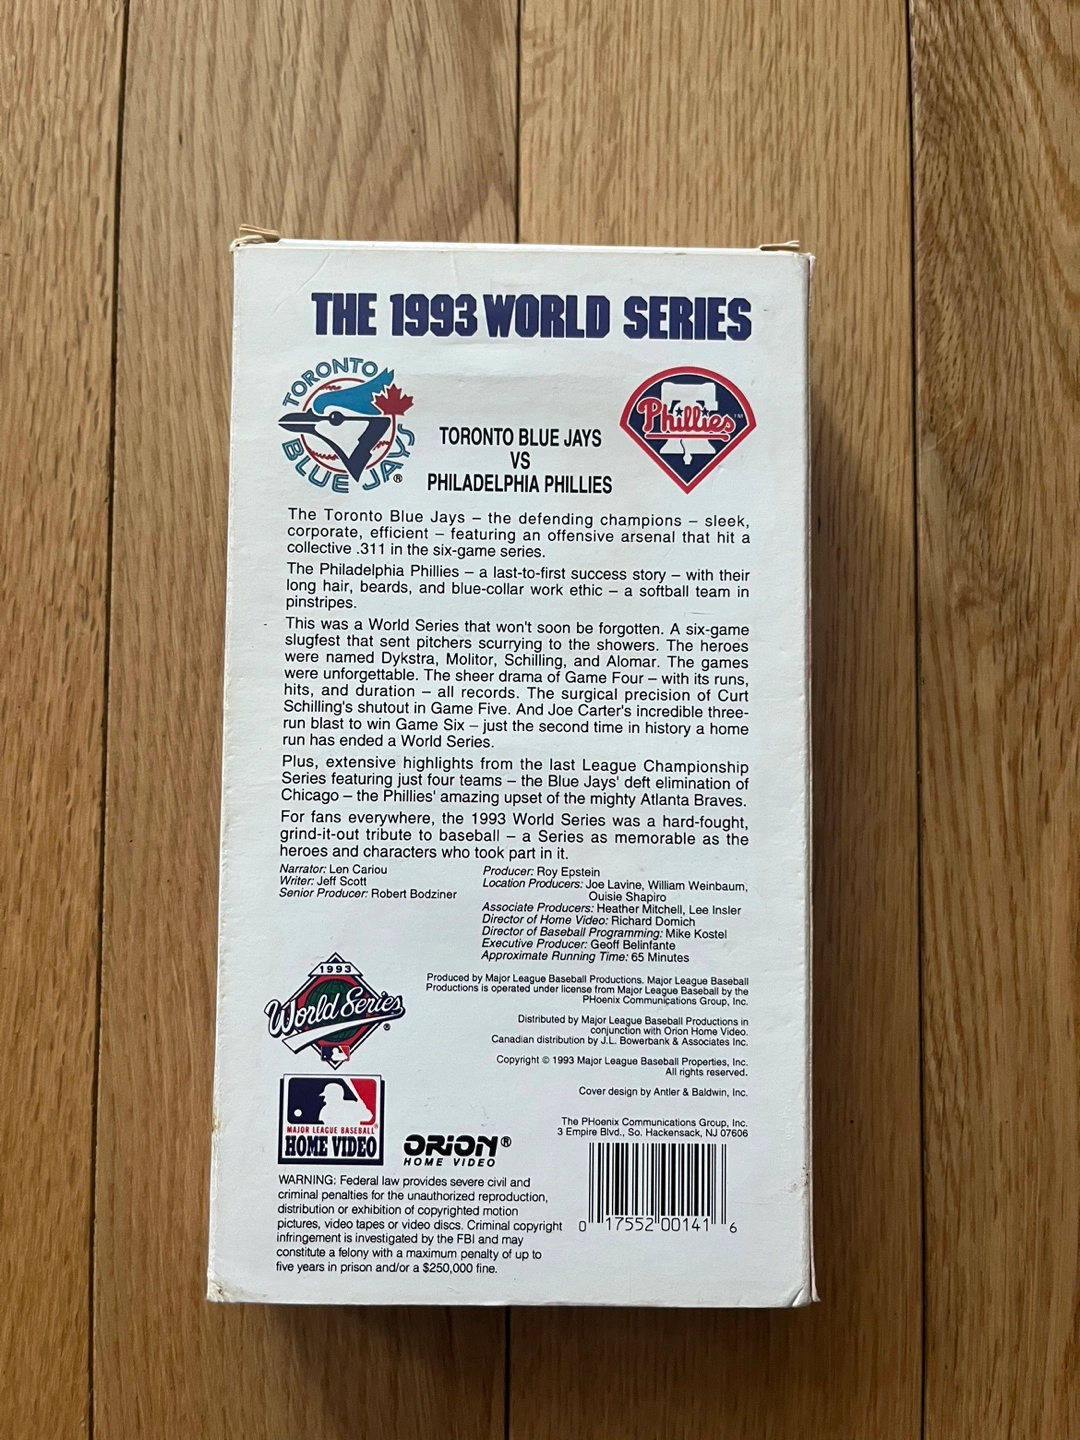 THE 1993 WORLD SERIES
TORONTO
BLUE JAYS®
Phillies™
TORONTO BLUE JAYS
VS
PHILADELPHIA PHILLIES
The Toronto Blue Jays – the defending champions – sleek,
corporate, efficient – featuring an offensive arsenal that hit a
collective .311 in the six-game series.
The Philadelphia Phillies – a last-to-first success story – with their
long hair, beards, and blue-collar work ethic – a softball team in
pinstripes.
This was a World Series that won't soon be forgotten. A six-game
slugfest that sent pitchers scurrying to the showers. The heroes
were named Dykstra, Molitor, Schilling, and Alomar. The games
were unforgettable. The sheer drama of Game Four – with its runs,
hits, and duration – all records. The surgical precision of Curt
Schilling's shutout in Game Five. And Joe Carter's incredible three-
run blast to win Game Six – just the second time in history a home
run has ended a World Series.
Plus, extensive highlights from the last League Championship
Series featuring just four teams – the Blue Jays' deft elimination of
Chicago – the Phillies' amazing upset of the mighty Atlanta Braves.
For fans everywhere, the 1993 World Series was a hard-fought,
grind-it-out tribute to baseball – a Series as memorable as the
heroes and characters who took part in it.
Narrator: Len Cariou
Writer: Jeff Scott
Senior Producer: Robert Bodziner
Producer: Roy Epstein
Location Producers: Joe Lavine, William Weinbaum,
Ouisie Shapiro
Associate Producers: Heather Mitchell, Lee Insler
Director of Home Video: Richard Domich
Director of Baseball Programming: Mike Kostel
Executive Producer: Geoff Belinfante
Approximate Running Time: 65 Minutes
1993
World Series®
Produced by Major League Baseball Productions. Major League Baseball
Productions is operated under license from Major League Baseball by the
PHoenix Communications Group, Inc.
Distributed by Major League Baseball Productions in
conjunction with Orion Home Video.
Canadian distribution by J.L. Bowerbank & Associates Inc.
Copyright © 1993 Major League Baseball Properties, Inc.
All rights reserved.
Cover design by Antler & Baldwin, Inc.
MAJOR LEAGUE BASEBALL®
HOME VIDEO
ORION®
HOME VIDEO
The PHoenix Communications Group, Inc.
3 Empire Blvd., So. Hackensack, NJ 07606
0 17552 00141 6
WARNING: Federal law provides severe civil and
criminal penalties for the unauthorized reproduction,
distribution or exhibition of copyrighted motion
pictures, video tapes or video discs. Criminal copyright
infringement is investigated by the FBI and may
constitute a felony with a maximum penalty of up to
five years in prison and/or a $250,000 fine.